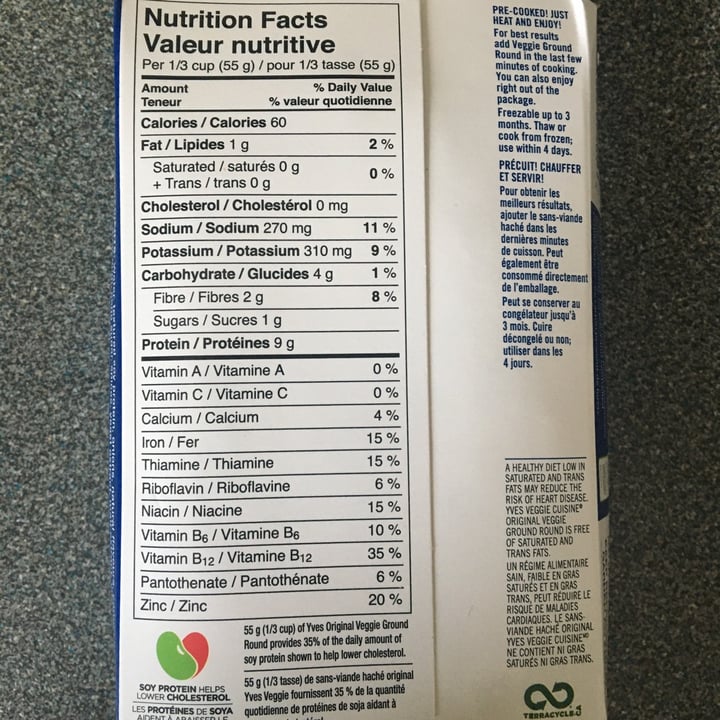 Nutrition Facts
Valeur nutritive
Per 1/3 cup (55 g) / pour 1/3 tasse (55 g)
Amount % Daily Value
Teneur % valeur quotidienne
Calories / Calories 60
Fat / Lipides 1 g 2 %
Saturated / saturés 0 g
+ Trans / trans 0 g 0 %
Cholesterol / Cholestérol 0 mg
Sodium / Sodium 270 mg 11 %
Potassium / Potassium 310 mg 9 %
Carbohydrate / Glucides 4 g 1 %
Fibre / Fibres 2 g 8 %
Sugars / Sucres 1 g
Protein / Protéines 9 g
Vitamin A / Vitamine A 0 %
Vitamin C / Vitamine C 0 %
Calcium / Calcium 4 %
Iron / Fer 15 %
Thiamine / Thiamine 15 %
Riboflavin / Riboflavine 6 %
Niacin / Niacine 15 %
Vitamin B6 / Vitamine B6 10 %
Vitamin B12 / Vitamine B12 35 %
Pantothenate / Pantothénate 6 %
Zinc / Zinc 20 %
SOY PROTEIN HELPS
LOWER CHOLESTEROL
LES PROTÉINES DE SOYA
AIDENT À ABAISSER LE
55 g (1/3 cup) of Yves Original Veggie Ground
Round provides 35% of the daily amount of
soy protein shown to help lower cholesterol.
55 g (1/3 tasse) de sans-viande haché original
Yves Veggie fournissent 35 % de la quantité
quotidienne de protéines de soja aidant à
PRE-COOKED! JUST
HEAT AND ENJOY!
For best results
add Veggie Ground
Round in the last few
minutes of cooking.
You can also enjoy
right out of the
package.
Freezable up to 3
months. Thaw or
cook from frozen;
use within 4 days.
PRÉCUIT! CHAUFFER
ET SERVIR!
Pour obtenir les
meilleurs résultats,
ajouter le sans-viande
haché dans les
dernières minutes
de cuisson. Peut
également être
consommé directement
de l'emballage.
Peut se conserver au
congélateur jusqu'à
3 mois. Cuire
décongelé ou non;
utiliser dans les
4 jours.
A HEALTHY DIET LOW IN
SATURATED AND TRANS
FATS MAY REDUCE THE
RISK OF HEART DISEASE.
YVES VEGGIE CUISINE®
ORIGINAL VEGGIE
GROUND ROUND IS FREE
OF SATURATED AND
TRANS FATS.
UN RÉGIME ALIMENTAIRE
SAIN, FAIBLE EN GRAS
SATURÉS ET EN GRAS
TRANS, PEUT RÉDUIRE LE
RISQUE DE MALADIES
CARDIAQUES. LE SANS-
VIANDE HACHÉ ORIGINAL
YVES VEGGIE CUISINE
NE CONTIENT NI GRAS
SATURÉS NI GRAS TRANS.
TERRACYCLE